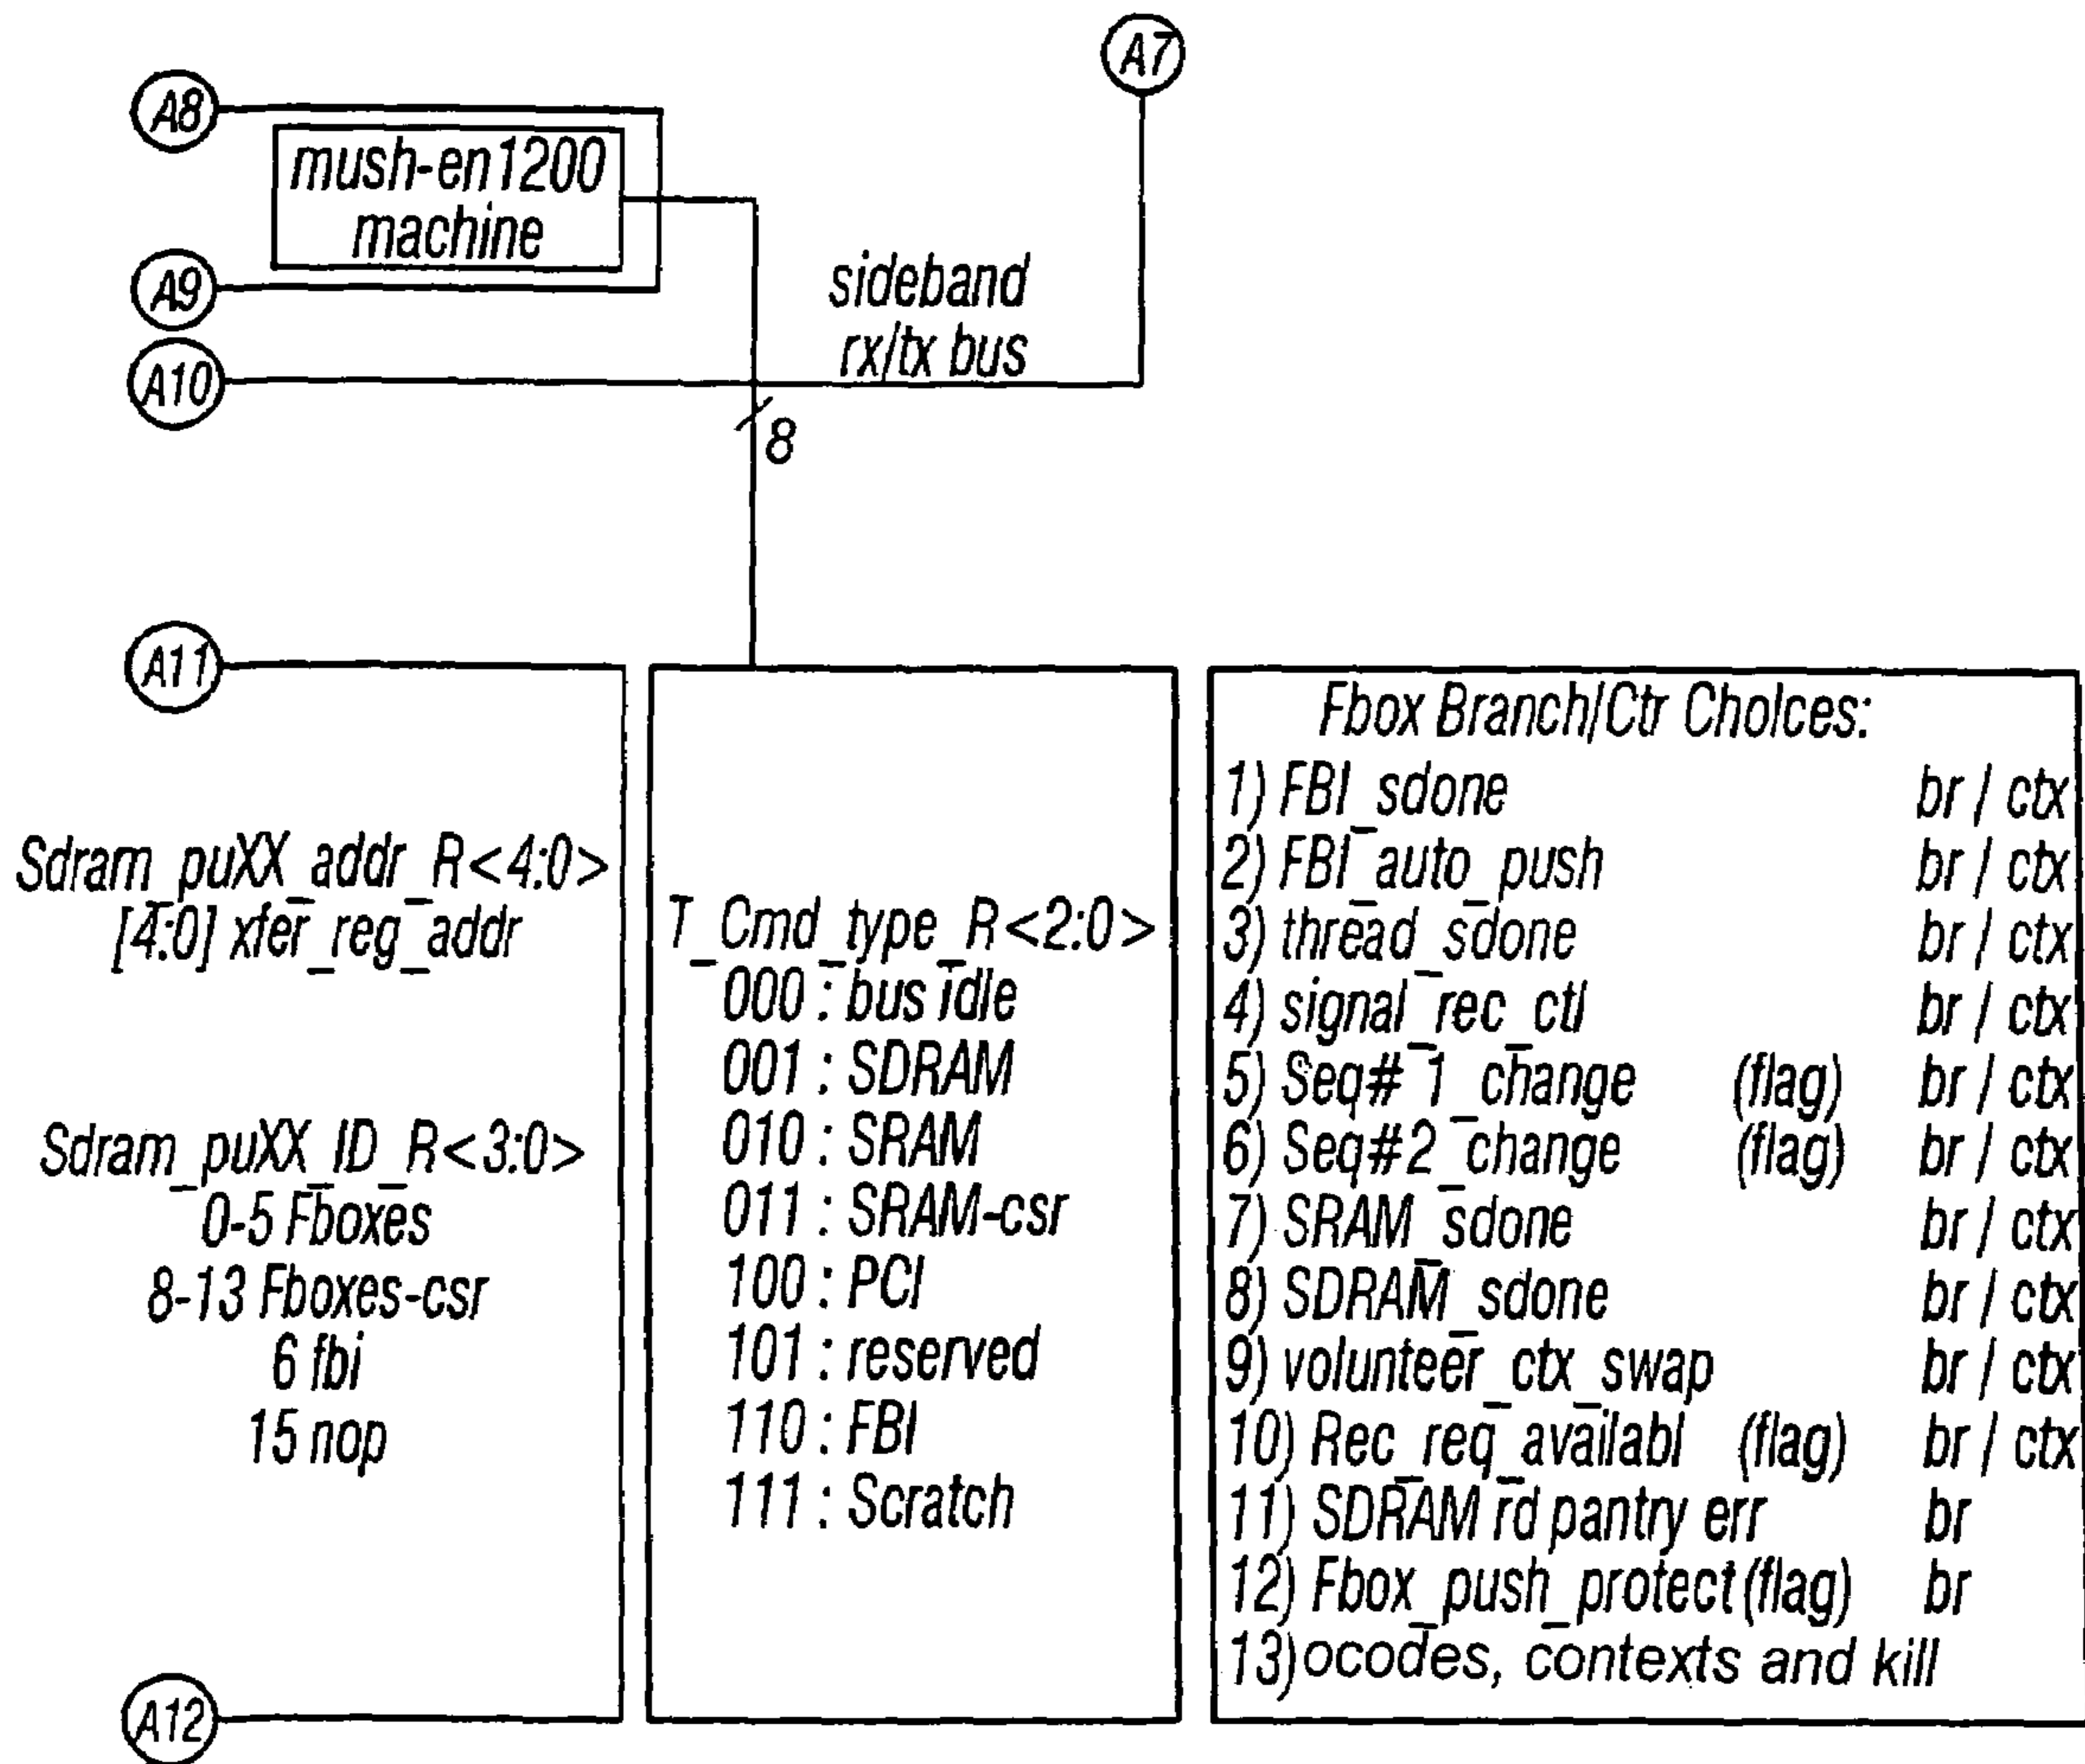 A7
A8
mush-en1200
machine
A9
sideband
rx/tx bus
A10
8
A11
Sdram_puXX_addr_R<4:0>
[4:0] xfer_reg_addr
Sdram_puXX_ID_R<3:0>
0-5 Fboxes
8-13 Fboxes-csr
6 fbi
15 nop
A12
T_Cmd_type_R<2:0>
000 : bus idle
001 : SDRAM
010 : SRAM
011 : SRAM-csr
100 : PCI
101 : reserved
110 : FBI
111 : Scratch
Fbox Branch/Ctr Cholces:
1) FBI_sdone br / ctx
2) FBI_auto_push br / ctx
3) thread_sdone br / ctx
4) signal_rec_ctl br / ctx
5) Seq# 1_change (flag) br / ctx
6) Seq#2_change (flag) br / ctx
7) SRAM_sdone br / ctx
8) SDRAM_sdone br / ctx
9) volunteer_ctx_swap br / ctx
10) Rec_req_availabl (flag) br / ctx
11) SDRAM rd pantry err br
12) Fbox_push_protect (flag) br
13) ocodes, contexts and kill